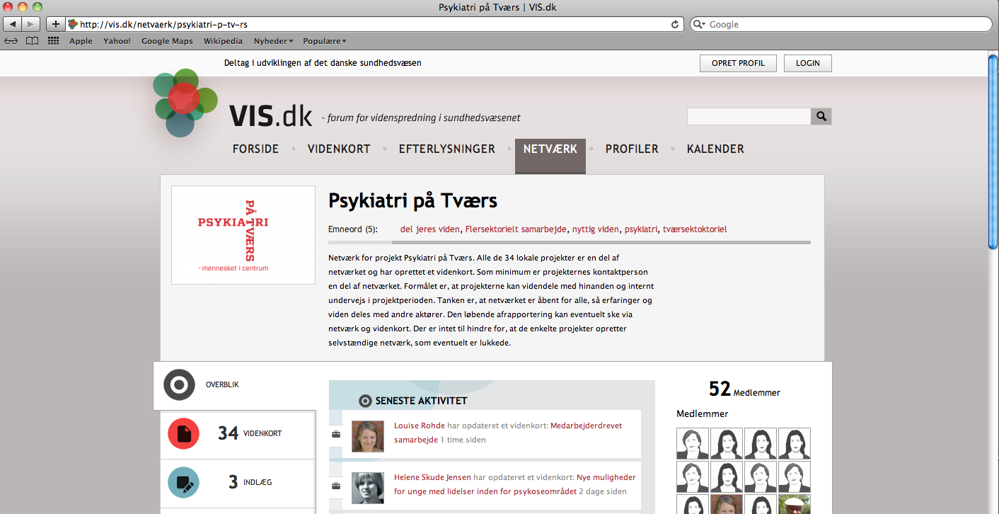 Psykiatri på Tværs | VIS.dk
http://vis.dk/netvaerk/psykiatri-p-tv-rs
Google
Apple Yahoo! Google Maps Wikipedia Nyheder Populære
Deltag i udviklingen af det danske sundhedsvæsen
OPRET PROFIL LOGIN
VIS.dk - forum for videnspredning i sundhedsvæsenet
FORSIDE VIDENKORT EFTERLYSNINGER NETVÆRK PROFILER KALENDER
PSYKIATRI
PÅ TVÆRS
- mennesket i centrum
Psykiatri på Tværs
Emneord (5): del jeres viden, Flersektorielt samarbejde, nyttig viden, psykiatri, tværsektoktoriel
Netværk for projekt Psykiatri på Tværs. Alle de 34 lokale projekter er en del af
netværket og har oprettet et videnkort. Som minimum er projekternes kontaktperson
en del af netværket. Formålet er, at projekterne kan videndele med hinanden og internt
undervejs i projektperioden. Tanken er, at netværket er åbent for alle, så erfaringer og
viden deles med andre aktører. Den løbende afrapportering kan eventuelt ske via
netværk og videnkort. Der er intet til hindre for, at de enkelte projekter opretter
selvstændige netværk, som eventuelt er lukkede.
OVERBLIK
34 VIDENKORT
3 INDLÆG
SENESTE AKTIVITET
Louise Rohde har opdateret et videnkort: Medarbejderdrevet
samarbejde 1 time siden
Helene Skude Jensen har opdateret et videnkort: Nye muligheder
for unge med lidelser inden for psykoseområdet 2 dage siden
52 Medlemmer
Medlemmer